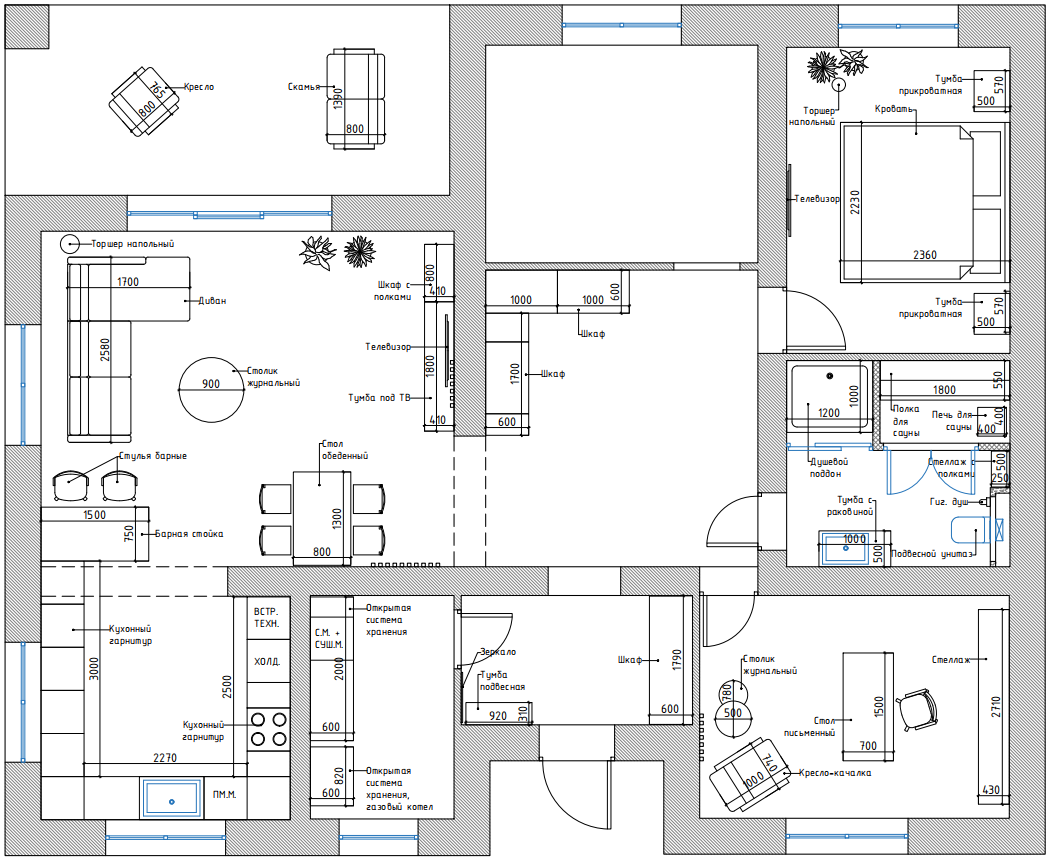 Кресло
765
800
Скамья
1390
800
Торшер
напольный
Кровать
Тумба
прикроватная
570
500
Телевизор
2230
2360
Тумба
прикроватная
570
500
Торшер напольный
1700
Диван
2580
Столик
журнальный
900
Шкаф с
полками
800
410
Телевизор
1800
Тумба под ТВ
410
1000
1000
600
Шкаф
1700
Шкаф
600
1000
1200
Душевой
поддон
550
1800
Полка
для
сауны
Печь для
сауны
400
400
Стеллаж с
полками
500
250
Гиг. душ
Тумба с
раковиной
1000
500
Подвесной унитаз
Стулья барные
1500
750
Барная стойка
Стол
обеденный
1300
800
Кухонный
гарнитур
3000
2270
2500
Кухонный
гарнитур
ВСТР.
ТЕХН.
ХОЛД.
ПМ.М.
Открытая
система
хранения
С.М. +
СУШ.М.
2000
600
820
600
Открытая
система
хранения,
газовый котел
Зеркало
Тумба
подвесная
920
310
Шкаф
1790
600
Столик
журнальный
780
500
740
1000
Кресло-качалка
Стол
письменный
1500
700
Стеллаж
2710
430